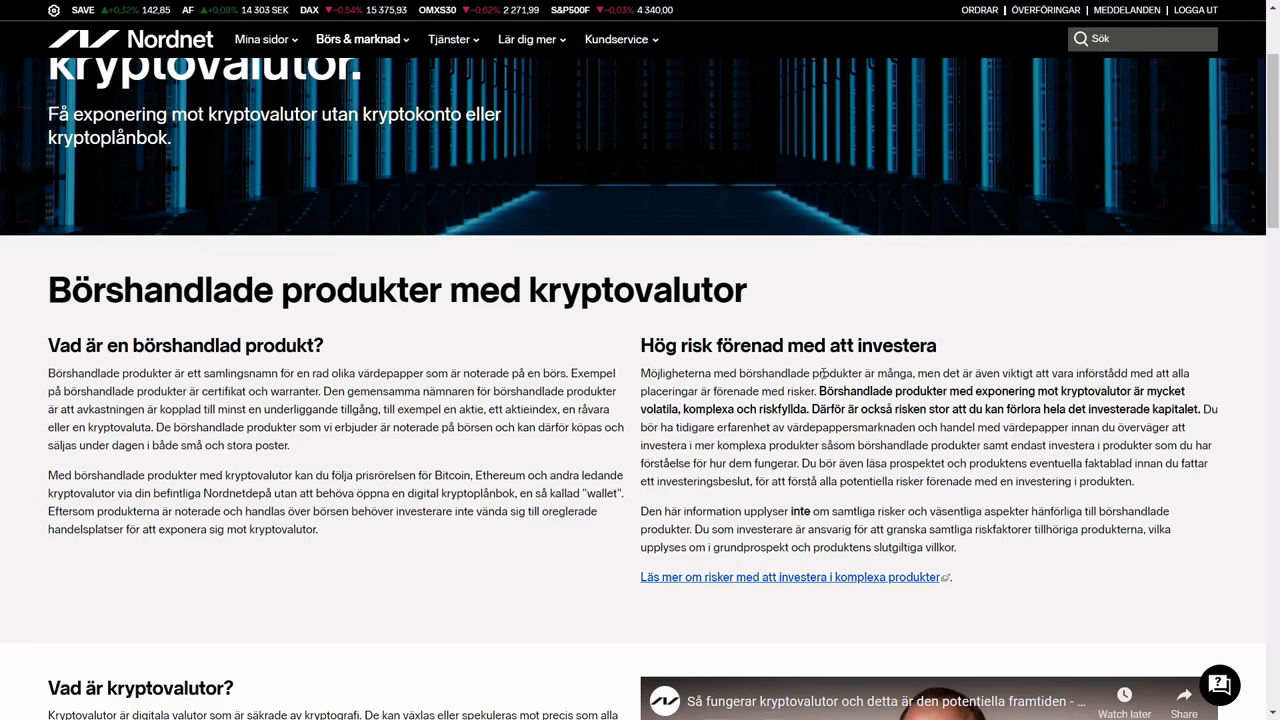 SAVE +0,32% 142,85 AF +0,08% 14 303 SEK DAX -0,54% 15 375,93 OMXS30 -0,62% 2 271,99 S&P500F -0,03% 4 340,00 ORDRAR ÖVERFÖRINGAR MEDDELANDEN LOGGA UT
Nordnet Mina sidor Börs & marknad Tjänster Lär dig mer Kundservice Sök
kryptovalutor.
Få exponering mot kryptovalutor utan kryptokonto eller
kryptoplånbok.
Börshandlade produkter med kryptovalutor
Vad är en börshandlad produkt?
Börshandlade produkter är ett samlingsnamn för en rad olika värdepapper som är noterade på en börs. Exempel
på börshandlade produkter är certifikat och warranter. Den gemensamma nämnaren för börshandlade produkter
är att avkastningen är kopplad till minst en underliggande tillgång, till exempel en aktie, ett aktieindex, en råvara
eller en kryptovaluta. De börshandlade produkter som vi erbjuder är noterade på börsen och kan därför köpas och
säljas under dagen i både små och stora poster.
Med börshandlade produkter med kryptovalutor kan du följa prisrörelsen för Bitcoin, Ethereum och andra ledande
kryptovalutor via din befintliga Nordnetdepå utan att behöva öppna en digital kryptoplånbok, en så kallad "wallet".
Eftersom produkterna är noterade och handlas över börsen behöver investerare inte vända sig till oreglerade
handelsplatser för att exponera sig mot kryptovalutor.
Hög risk förenad med att investera
Möjligheterna med börshandlade produkter är många, men det är även viktigt att vara införstådd med att alla
placeringar är förenade med risker. Börshandlade produkter med exponering mot kryptovalutor är mycket
volatila, komplexa och riskfyllda. Därför är också risken stor att du kan förlora hela det investerade kapitalet. Du
bör ha tidigare erfarenhet av värdepappersmarknaden och handel med värdepapper innan du överväger att
investera i mer komplexa produkter såsom börshandlade produkter samt endast investera i produkter som du har
förståelse för hur dem fungerar. Du bör även läsa prospektet och produktens eventuella faktablad innan du fattar
ett investeringsbeslut, för att förstå alla potentiella risker förenade med en investering i produkten.
Den här information upplyser inte om samtliga risker och väsentliga aspekter hänförliga till börshandlade
produkter. Du som investerare är ansvarig för att granska samtliga riskfaktorer tillhöriga produkterna, vilka
upplyses om i grundprospekt och produktens slutgiltiga villkor.
Läs mer om risker med att investera i komplexa produkter.
Vad är kryptovalutor?
Kryptovalutor är digitala valutor som är säkrade av kryptografi. De kan växlas eller spekuleras mot precis som alla
Så fungerar kryptovalutor och detta är den potentiella framtiden - ...
Watch later Share